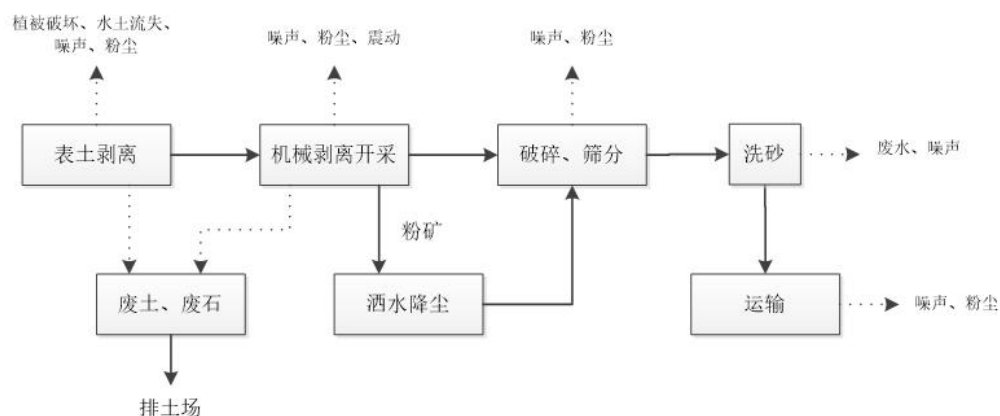 植被破坏、水土流失、
噪声、粉尘
噪声、粉尘、震动
噪声、粉尘
表土剥离
机械剥离开采
破碎、筛分
洗砂
废水、噪声
粉矿
废土、废石
洒水降尘
运输
噪声、粉尘
排土场